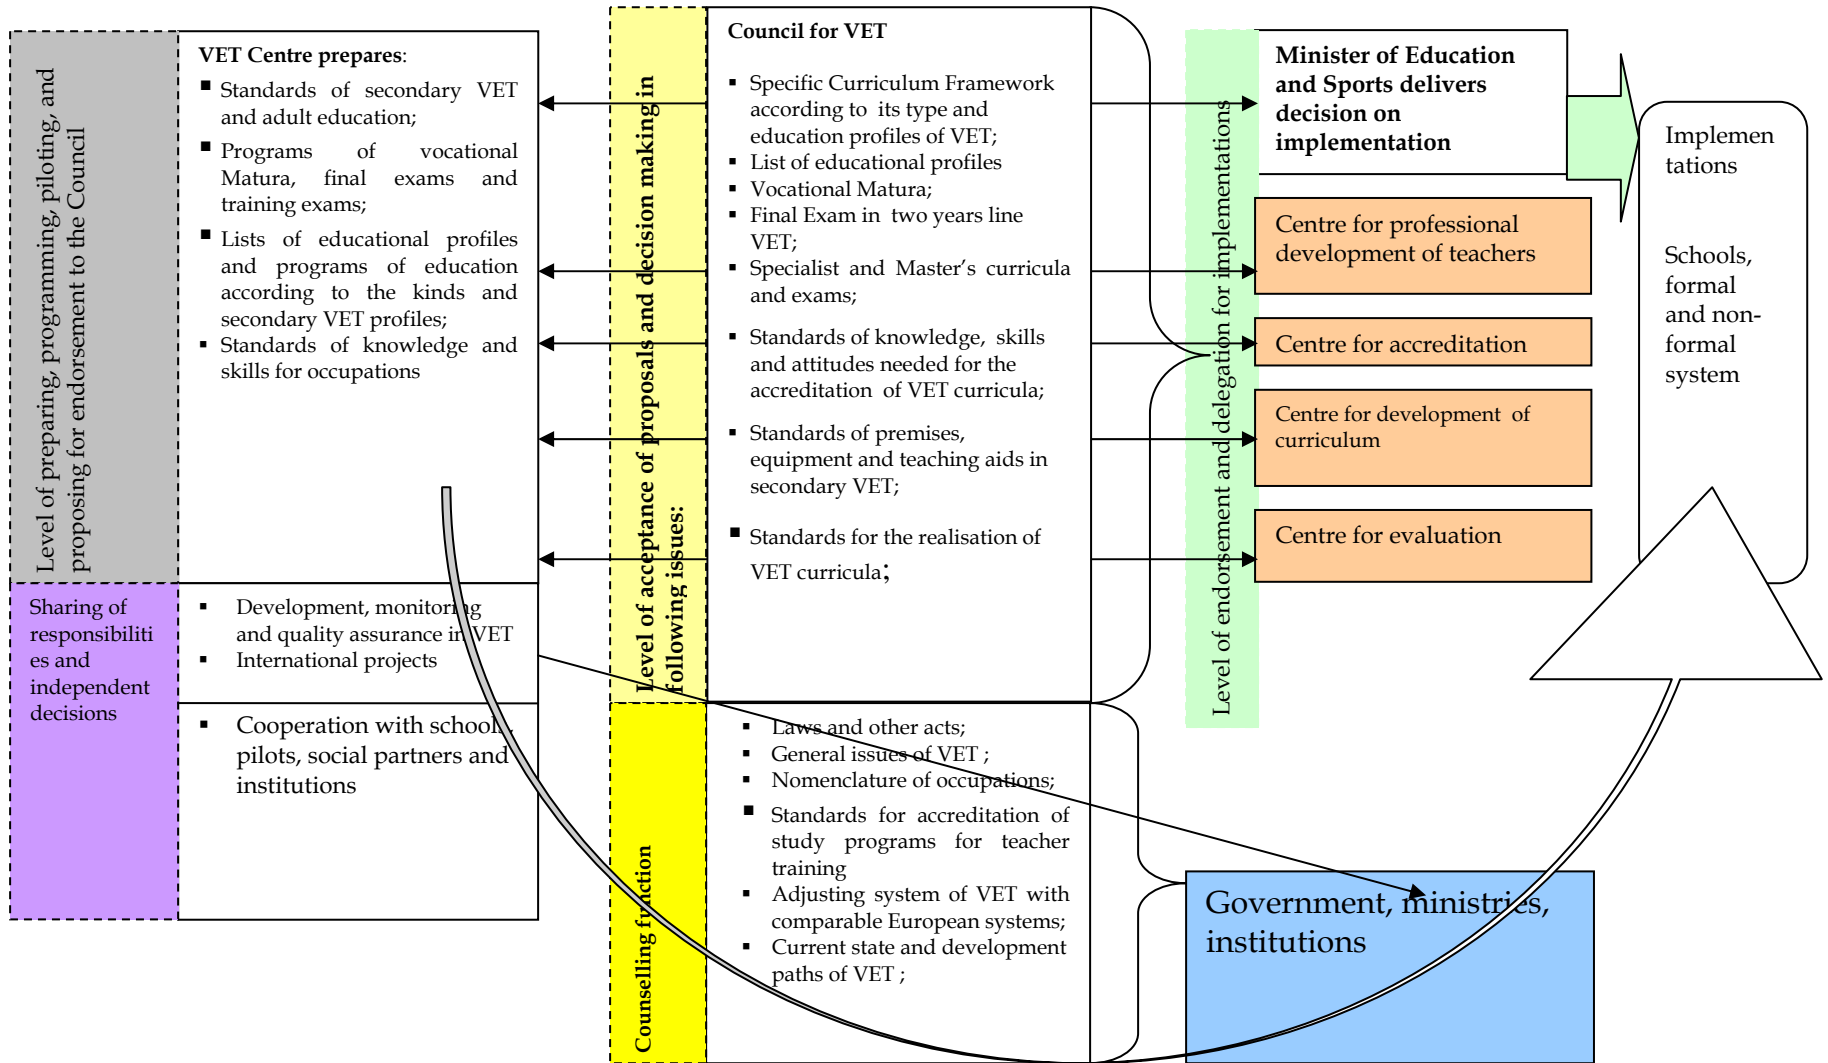 Level of preparing, programming, piloting, and
proposing for endorsement to the Council
VET Centre prepares:
▪ Standards of secondary VET
and adult education;
▪ Programs of vocational
Matura, final exams and
training exams;
▪ Lists of educational profiles
and programs of education
according to the kinds and
secondary VET profiles;
▪ Standards of knowledge and
skills for occupations
Sharing of
responsibiliti
es and
independent
decisions
▪ Development, monitoring
and quality assurance in VET
▪ International projects
▪ Cooperation with schools,
pilots, social partners and
institutions
Level of acceptance of proposals and decision making in
following issues:
Council for VET
▪ Specific Curriculum Framework
according to its type and
education profiles of VET;
▪ List of educational profiles
▪ Vocational Matura;
▪ Final Exam in two years line
VET;
▪ Specialist and Master's curricula
and exams;
▪ Standards of knowledge, skills
and attitudes needed for the
accreditation of VET curricula;
▪ Standards of premises,
equipment and teaching aids in
secondary VET;
▪ Standards for the realisation of
VET curricula;
Counselling function
▪ Laws and other acts;
▪ General issues of VET ;
▪ Nomenclature of occupations;
▪ Standards for accreditation of
study programs for teacher
training
▪ Adjusting system of VET with
comparable European systems;
▪ Current state and development
paths of VET ;
Level of endorsement and delegation for implementations
Minister of Education
and Sports delivers
decision on
implementation
Centre for professional
development of teachers
Centre for accreditation
Centre for development of
curriculum
Centre for evaluation
Government, ministries,
institutions
Implemen
tations
Schools,
formal
and non-
formal
system